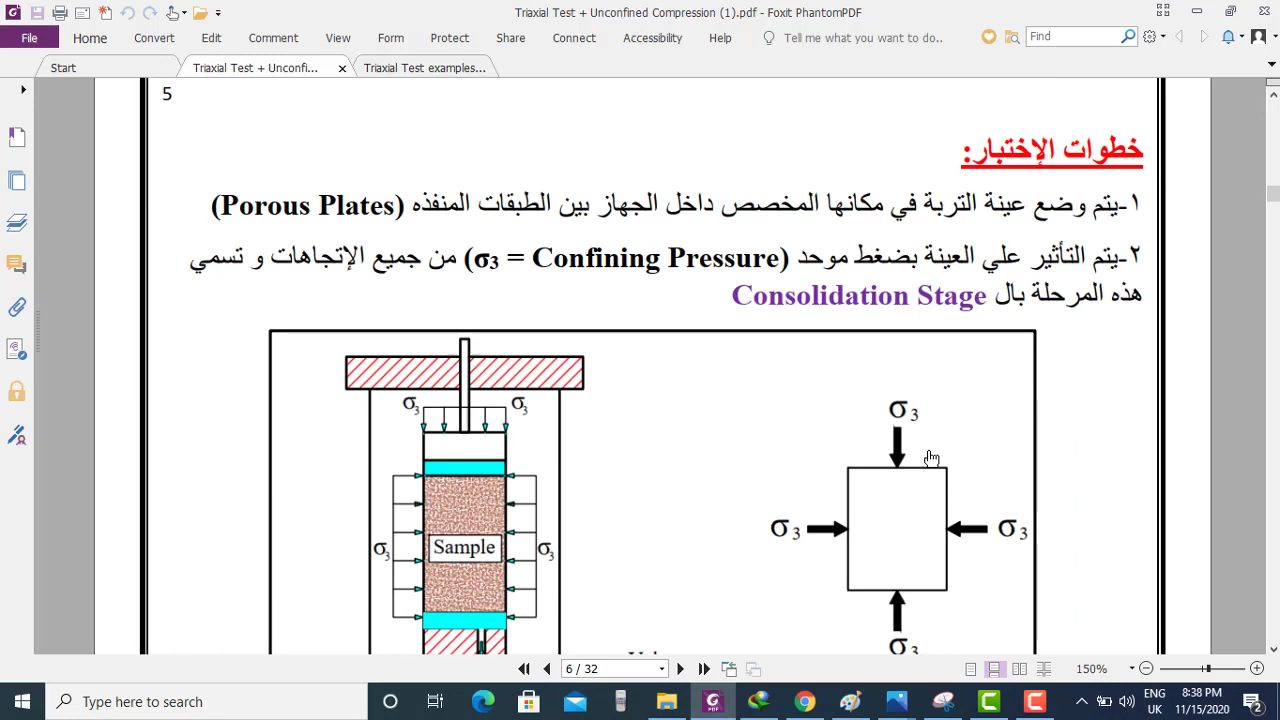 Triaxial Test + Unconfined Compression (1).pdf - Foxit PhantomPDF
File Home Convert Edit Comment View Form Protect Share Connect Accessibility Help Tell me what you want to do.. Find
Start Triaxial Test + Unconfi... Triaxial Test examples...
5
خطوات الإختبار:
١-يتم وضع عينة التربة في مكانها المخصص داخل الجهاز بين الطبقات المنفذه (Porous Plates)
٢-يتم التأثير علي العينة بضغط موحد (σ3 = Confining Pressure) من جميع الإتجاهات و تسمي
هذه المرحلة بال Consolidation Stage
σ3 σ3
σ3
σ3 Sample σ3
σ3 σ3
σ3
6 / 32
150%
Type here to search
ENG
UK
8:38 PM
11/15/2020
2